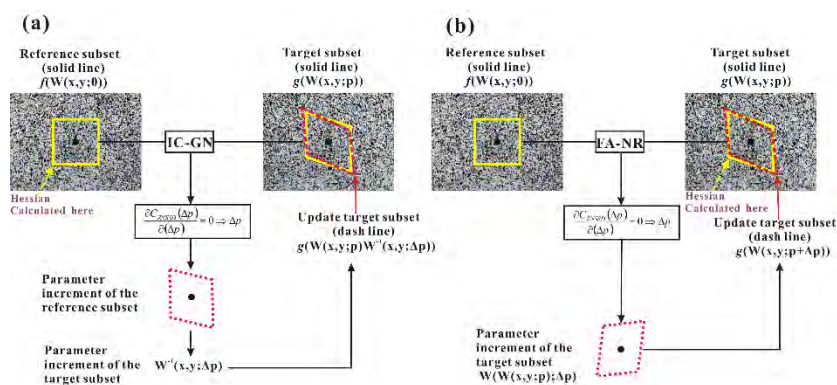 (a)
Reference subset
(solid line)
f(W(x,y;0))
Target subset
(solid line)
g(W(x,y;p))
IC-GN
Hessian
Calculated here
∂C_ZNSSD(Δp)/∂(Δp)=0⇒Δp
Update target subset
(dash line)
g(W(x,y;p)W⁻¹(x,y;Δp))
Parameter
increment of the
reference subset
Parameter
increment of the
target subset
W⁻¹(x,y;Δp)
(b)
Reference subset
(solid line)
f(W(x,y;0))
Target subset
(solid line)
g(W(x,y;p))
FA-NR
Hessian
Calculated here
∂C_ZNSSD(Δp)/∂(Δp)=0⇒Δp
Update target subset
(dash line)
g(W(x,y;p+Δp))
Parameter
increment of the
target subset
W(W(x,y;p);Δp)